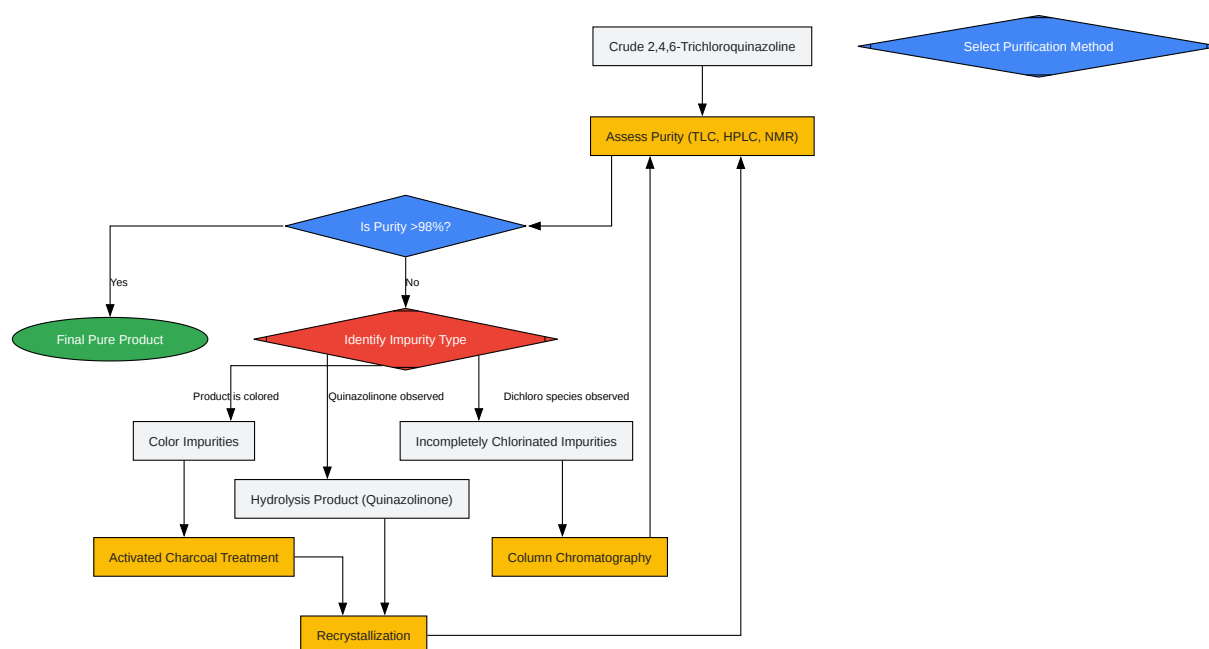 Crude 2,4,6-Trichloroquinazoline
Select Purification Method
Assess Purity (TLC, HPLC, NMR)
Is Purity >98%?
Yes
No
Final Pure Product
Identify Impurity Type
Product is colored
Quinazolinone observed
Dichloro species observed
Color Impurities
Incompletely Chlorinated Impurities
Hydrolysis Product (Quinazolinone)
Activated Charcoal Treatment
Column Chromatography
Recrystallization